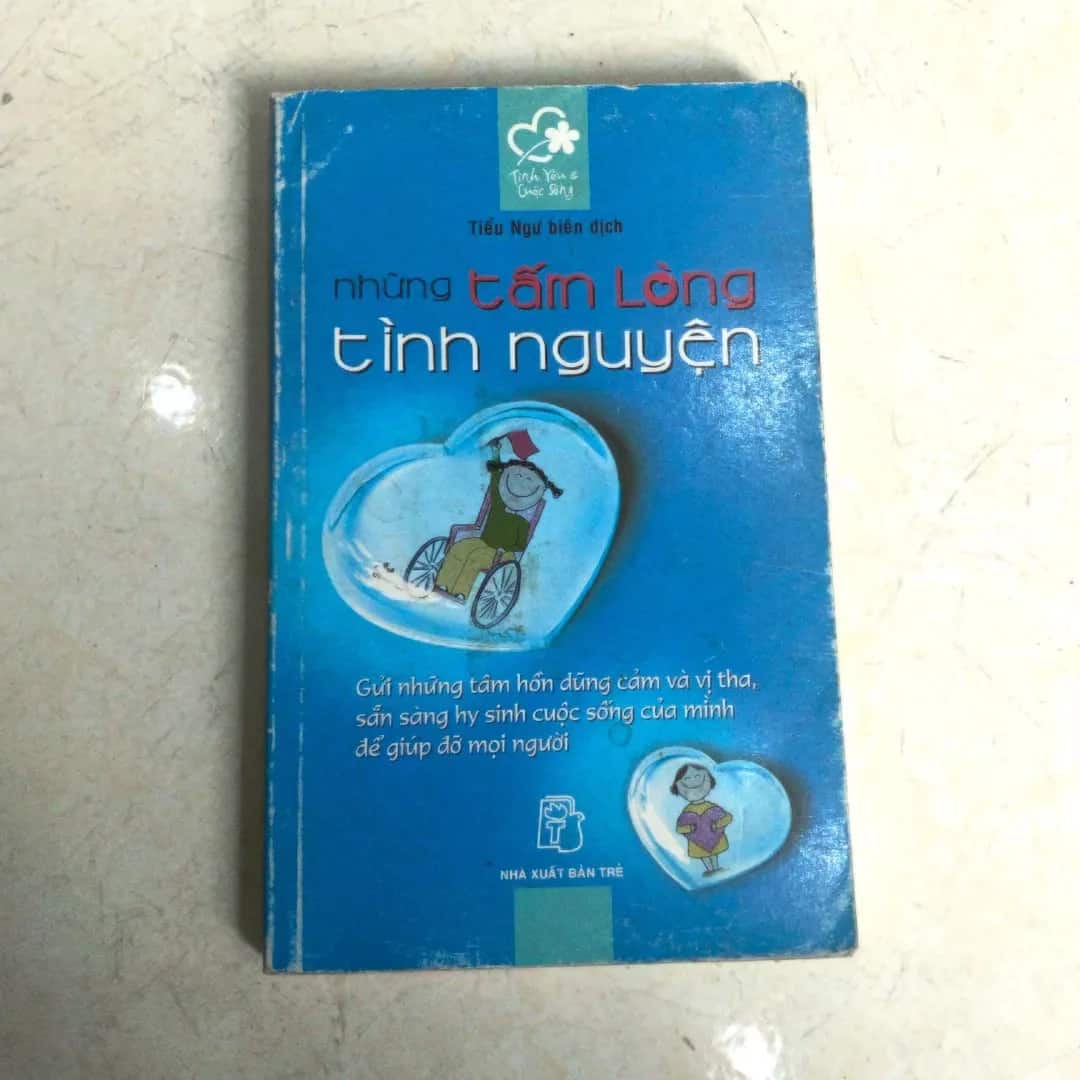 Tình Yêu &
Cuộc Sống
Tiểu Ngư biên dịch
những tấm Lòng
tình nguyện
Gửi những tâm hồn dũng cảm và vị tha,
sẵn sàng hy sinh cuộc sống của mình
để giúp đỡ mọi người
T
NHÀ XUẤT BẢN TRẺ